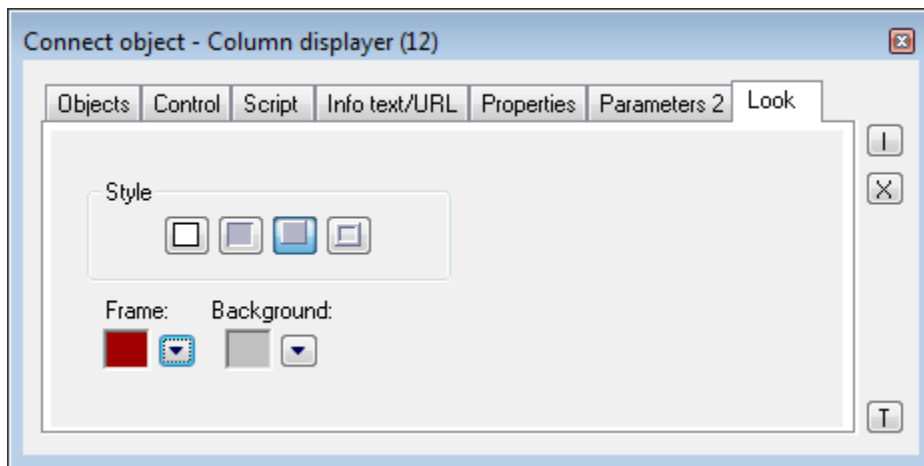 Connect object - Column displayer (12)
Objects Control Script Info text/URL Properties Parameters 2 Look
I
X
Style
Frame: Background:
T